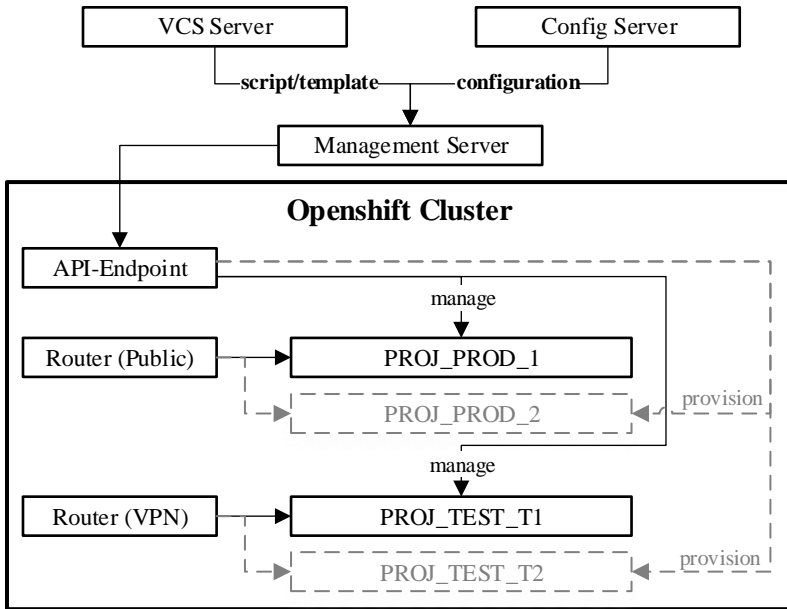 VCS Server
Config Server
script/template
configuration
Management Server
Openshift Cluster
API-Endpoint
manage
Router (Public)
PROJ_PROD_1
PROJ_PROD_2
provision
manage
Router (VPN)
PROJ_TEST_T1
PROJ_TEST_T2
provision